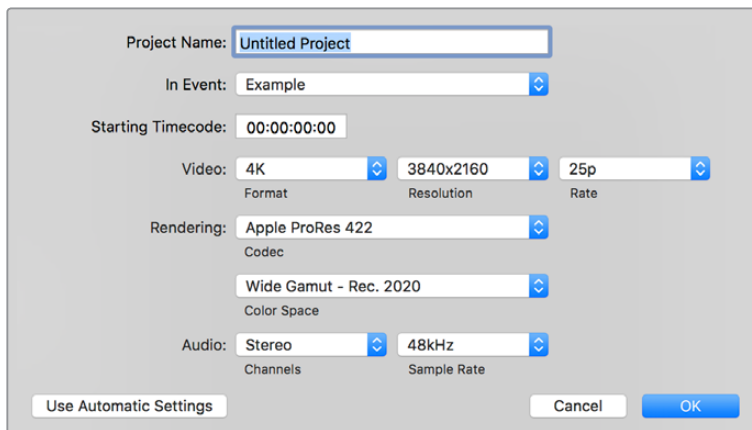 Project Name: Untitled Project
In Event: Example
Starting Timecode: 00:00:00:00
Video: 4K 3840x2160 25p
Format Resolution Rate
Rendering: Apple ProRes 422
Codec
Wide Gamut - Rec. 2020
Color Space
Audio: Stereo 48kHz
Channels Sample Rate
Use Automatic Settings Cancel OK